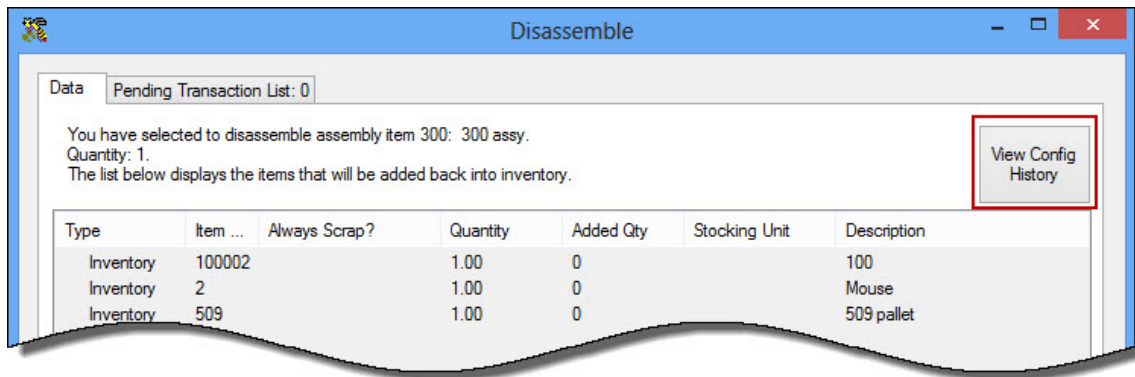 Disassemble
Data Pending Transaction List: 0
You have selected to disassemble assembly item 300: 300 assy.
Quantity: 1.
The list below displays the items that will be added back into inventory.
View Config
History
Type Item ... Always Scrap? Quantity Added Qty Stocking Unit Description
Inventory 100002 1.00 0 100
Inventory 2 1.00 0 Mouse
Inventory 509 1.00 0 509 pallet